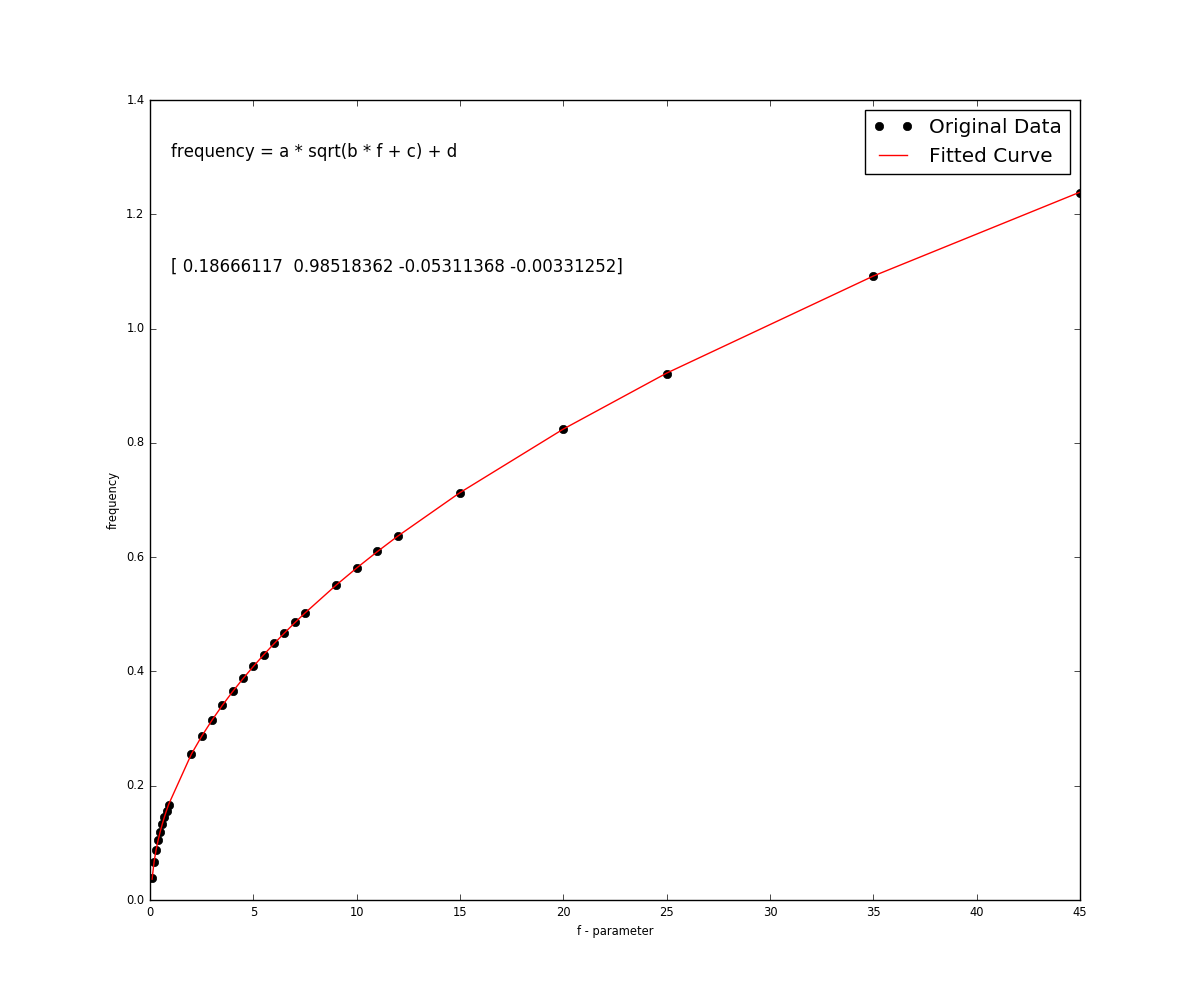 1.4
1.2
1.0
0.8
0.6
0.4
0.2
0.0
frequency
frequency = a * sqrt(b * f + c) + d
[ 0.18666117  0.98518362 -0.05311368 -0.00331252]
Original Data
Fitted Curve
0 5 10 15 20 25 30 35 40 45
f - parameter